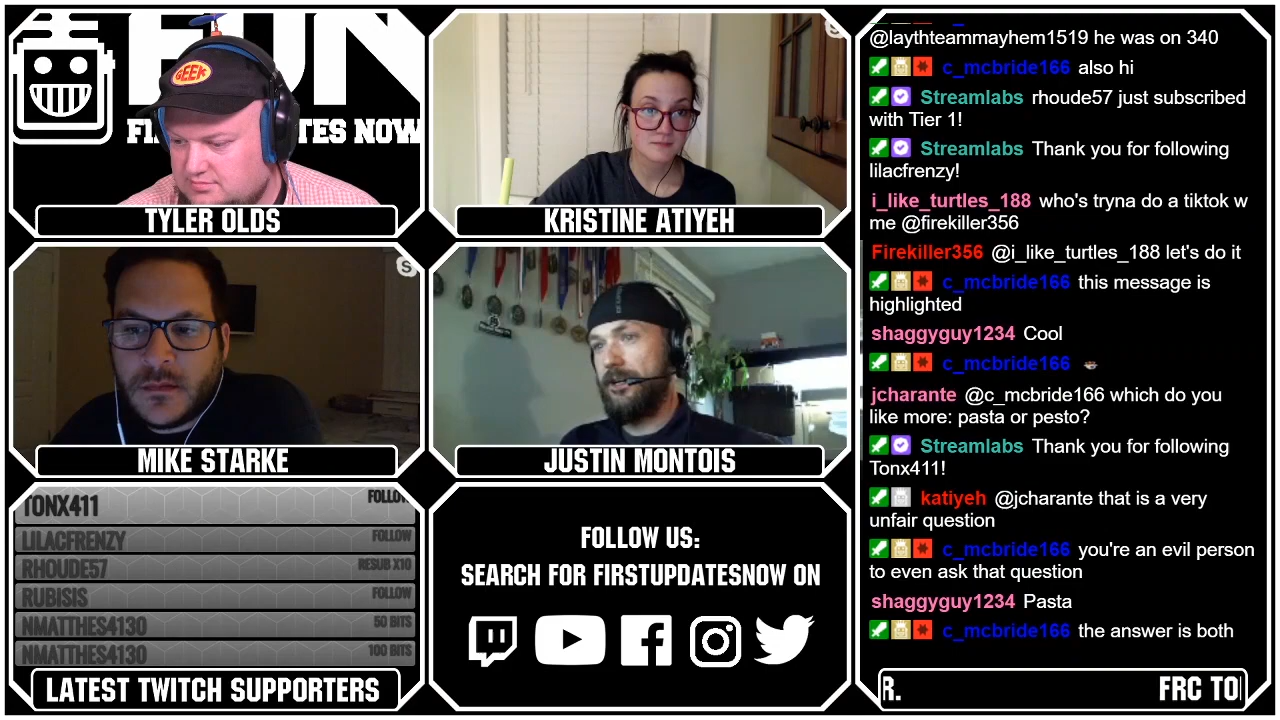 FUN
FIRST UPDATES NOW
GEEK
TYLER OLDS
KRISTINE ATIYEH
MIKE STARKE
JUSTIN MONTOIS
TONX411 FOLLOW
LILACFRENZY FOLLOW
RHOUDE57 RESUB X10
RUBISIS FOLLOW
NMATTHES4130 50 BITS
NMATTHES4130 100 BITS
LATEST TWITCH SUPPORTERS
FOLLOW US:
SEARCH FOR FIRSTUPDATESNOW ON
@laythteammayhem1519 he was on 340
c_mcbride166 also hi
Streamlabs rhoude57 just subscribed
with Tier 1!
Streamlabs Thank you for following
lilacfrenzy!
i_like_turtles_188 who's tryna do a tiktok w
me @firekiller356
Firekiller356 @i_like_turtles_188 let's do it
c_mcbride166 this message is
highlighted
shaggyguy1234 Cool
c_mcbride166
jcharante @c_mcbride166 which do you
like more: pasta or pesto?
Streamlabs Thank you for following
Tonx411!
katiyeh @jcharante that is a very
unfair question
c_mcbride166 you're an evil person
to even ask that question
shaggyguy1234 Pasta
c_mcbride166 the answer is both
R. FRC TO